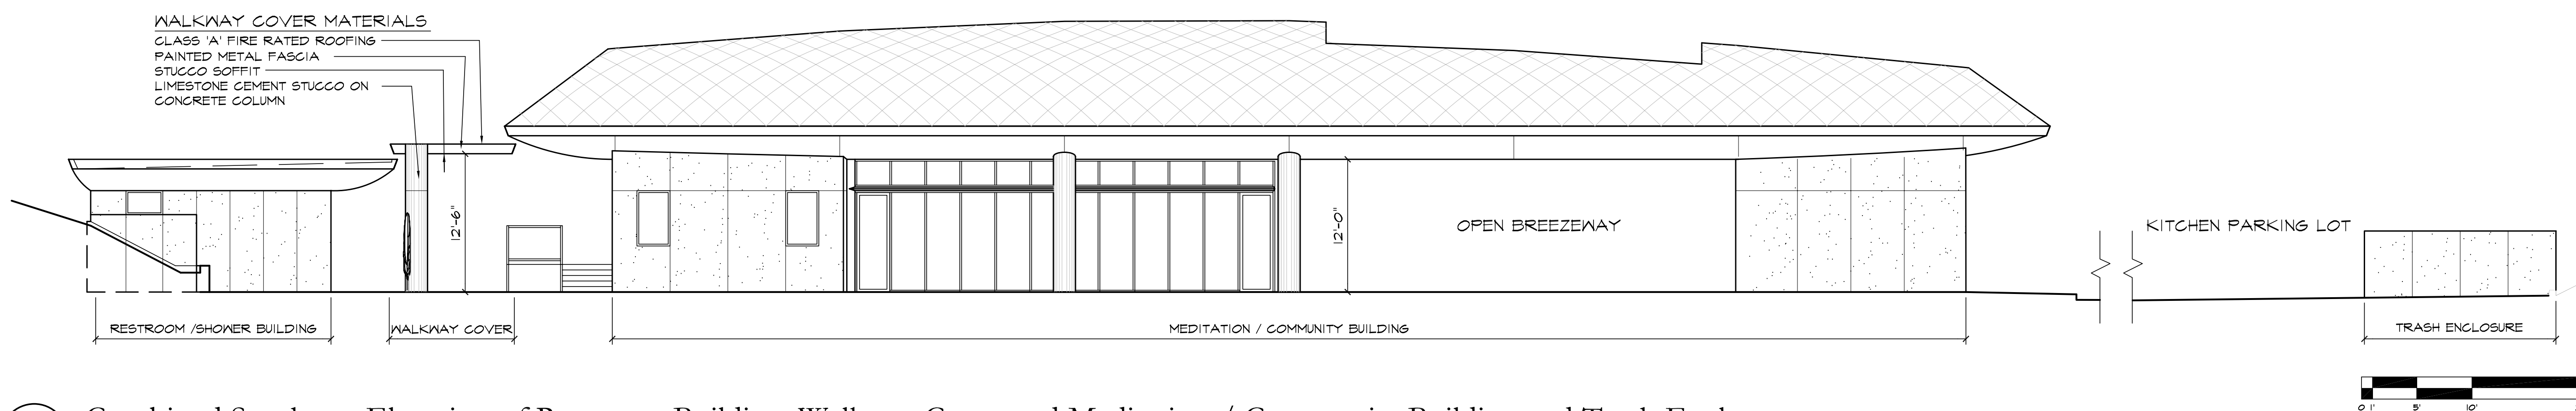 WALKWAY COVER MATERIALS
CLASS 'A' FIRE RATED ROOFING
PAINTED METAL FASCIA
STUCCO SOFFIT
LIMESTONE CEMENT STUCCO ON
CONCRETE COLUMN
12'-6"
12'-0"
OPEN BREEZEWAY
KITCHEN PARKING LOT
RESTROOM /SHOWER BUILDING
WALKWAY COVER
MEDITATION / COMMUNITY BUILDING
TRASH ENCLOSURE
0 1' 5' 10'